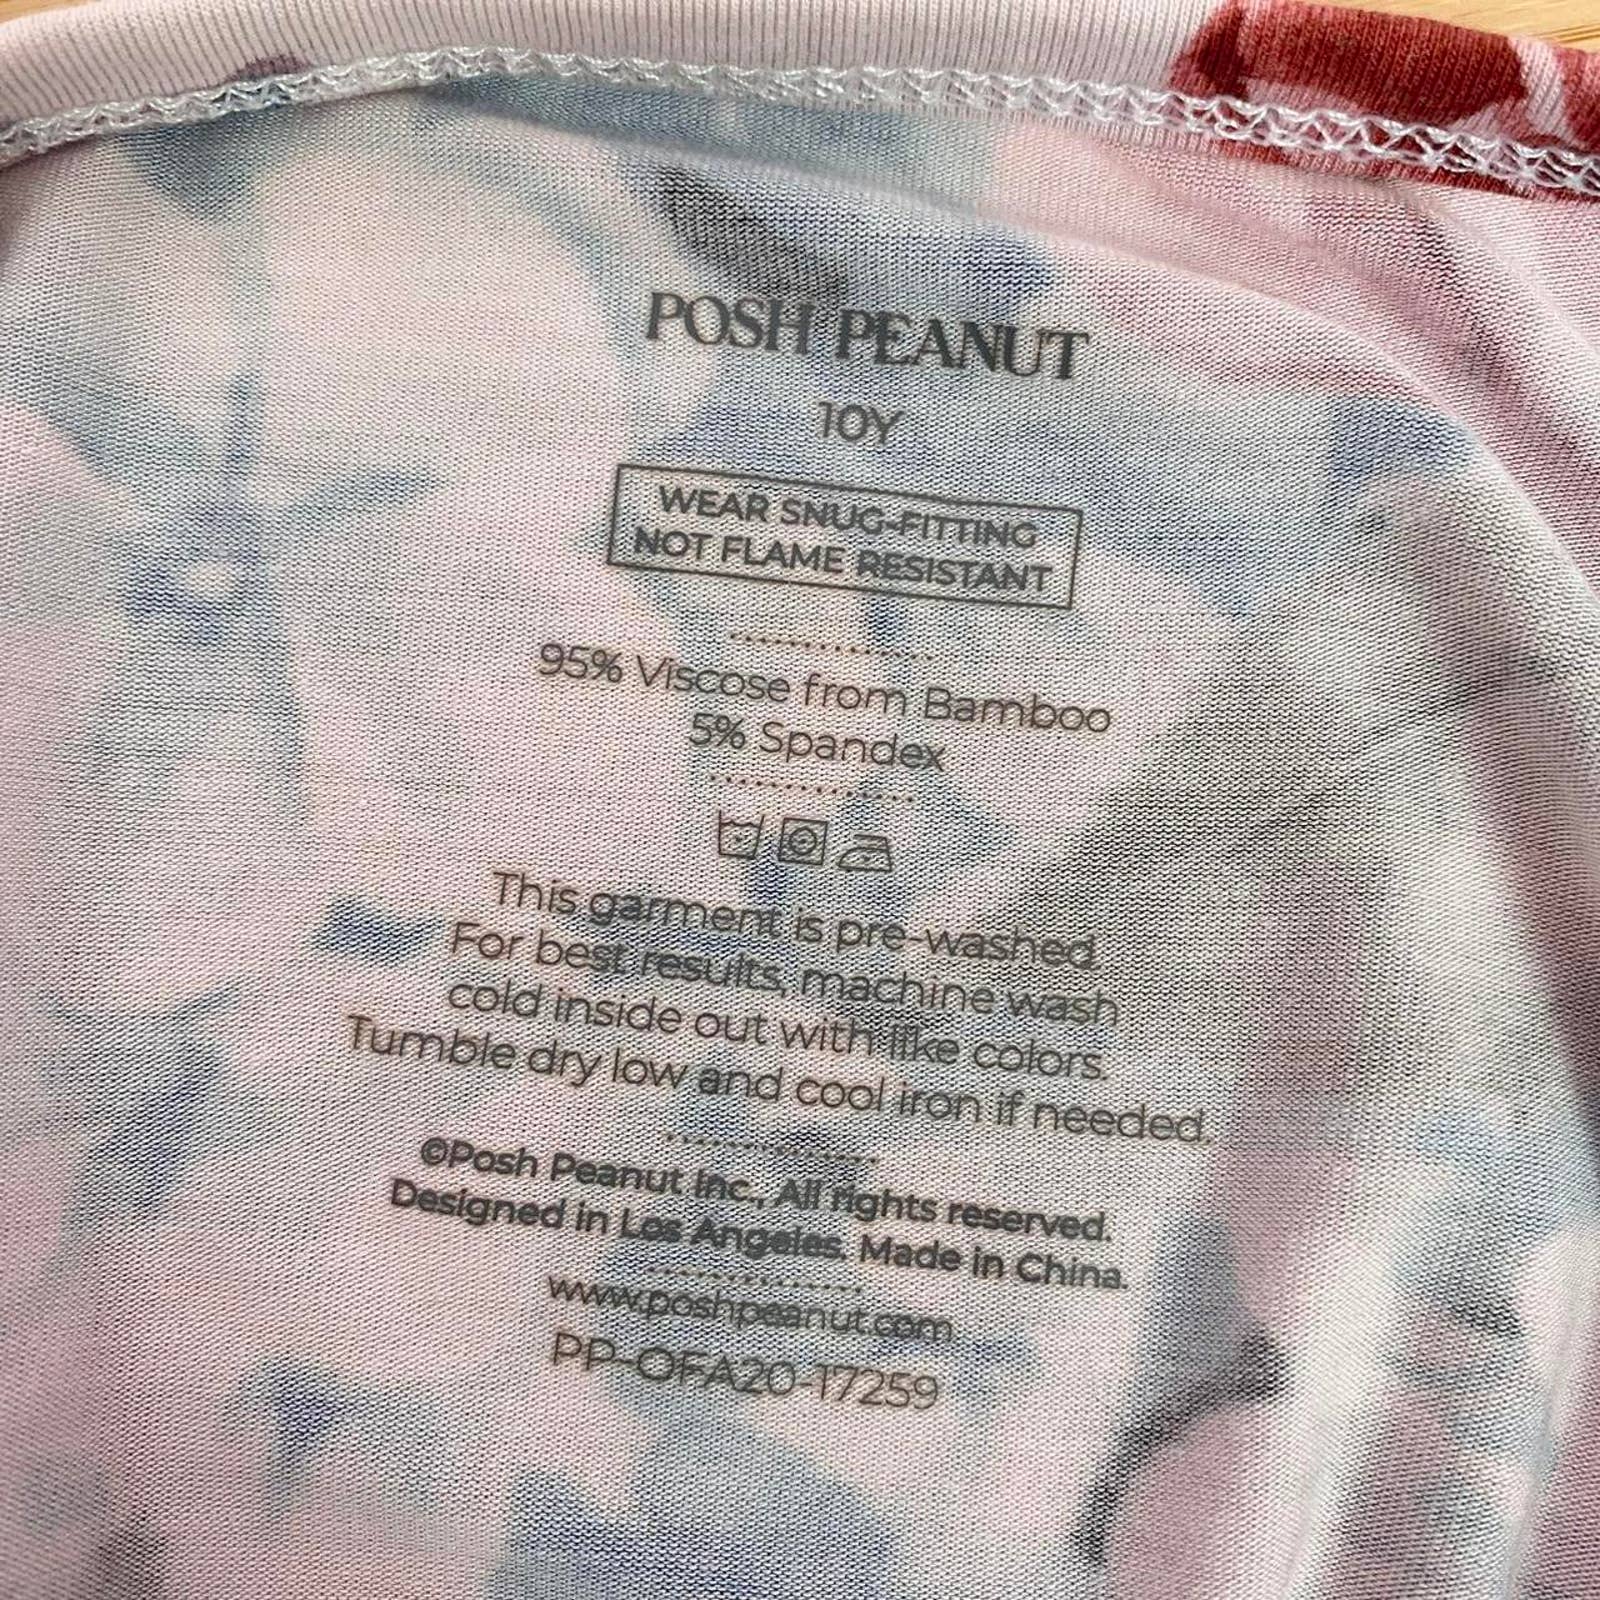 POSH PEANUT
10Y
WEAR SNUG-FITTING
NOT FLAME RESISTANT
95% Viscose from Bamboo
5% Spandex
This garment is pre-washed.
For best results, machine wash
cold inside out with like colors.
Tumble dry low and cool iron if needed.
©Posh Peanut Inc., All rights reserved.
Designed in Los Angeles. Made in China.
www.poshpeanut.com
PP-OFA20-17259